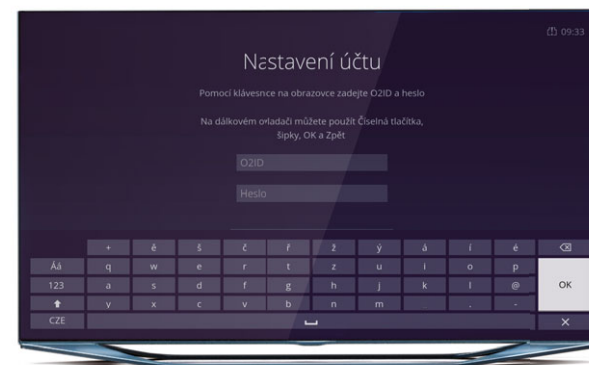 09:33
Nastavení účtu
Pomocí klávesnce na obrazovce zadejte O2ID a heslo
Na dálkovém ovladači můžete použít Číselná tlačítka,
šipky, OK a Zpět
O2ID
Heslo
+ ě š č ř ž ý á í é
Áá q w e r t z u i o p
123 a s d f g h j k l @ OK
y x c v b n m . -
CZE